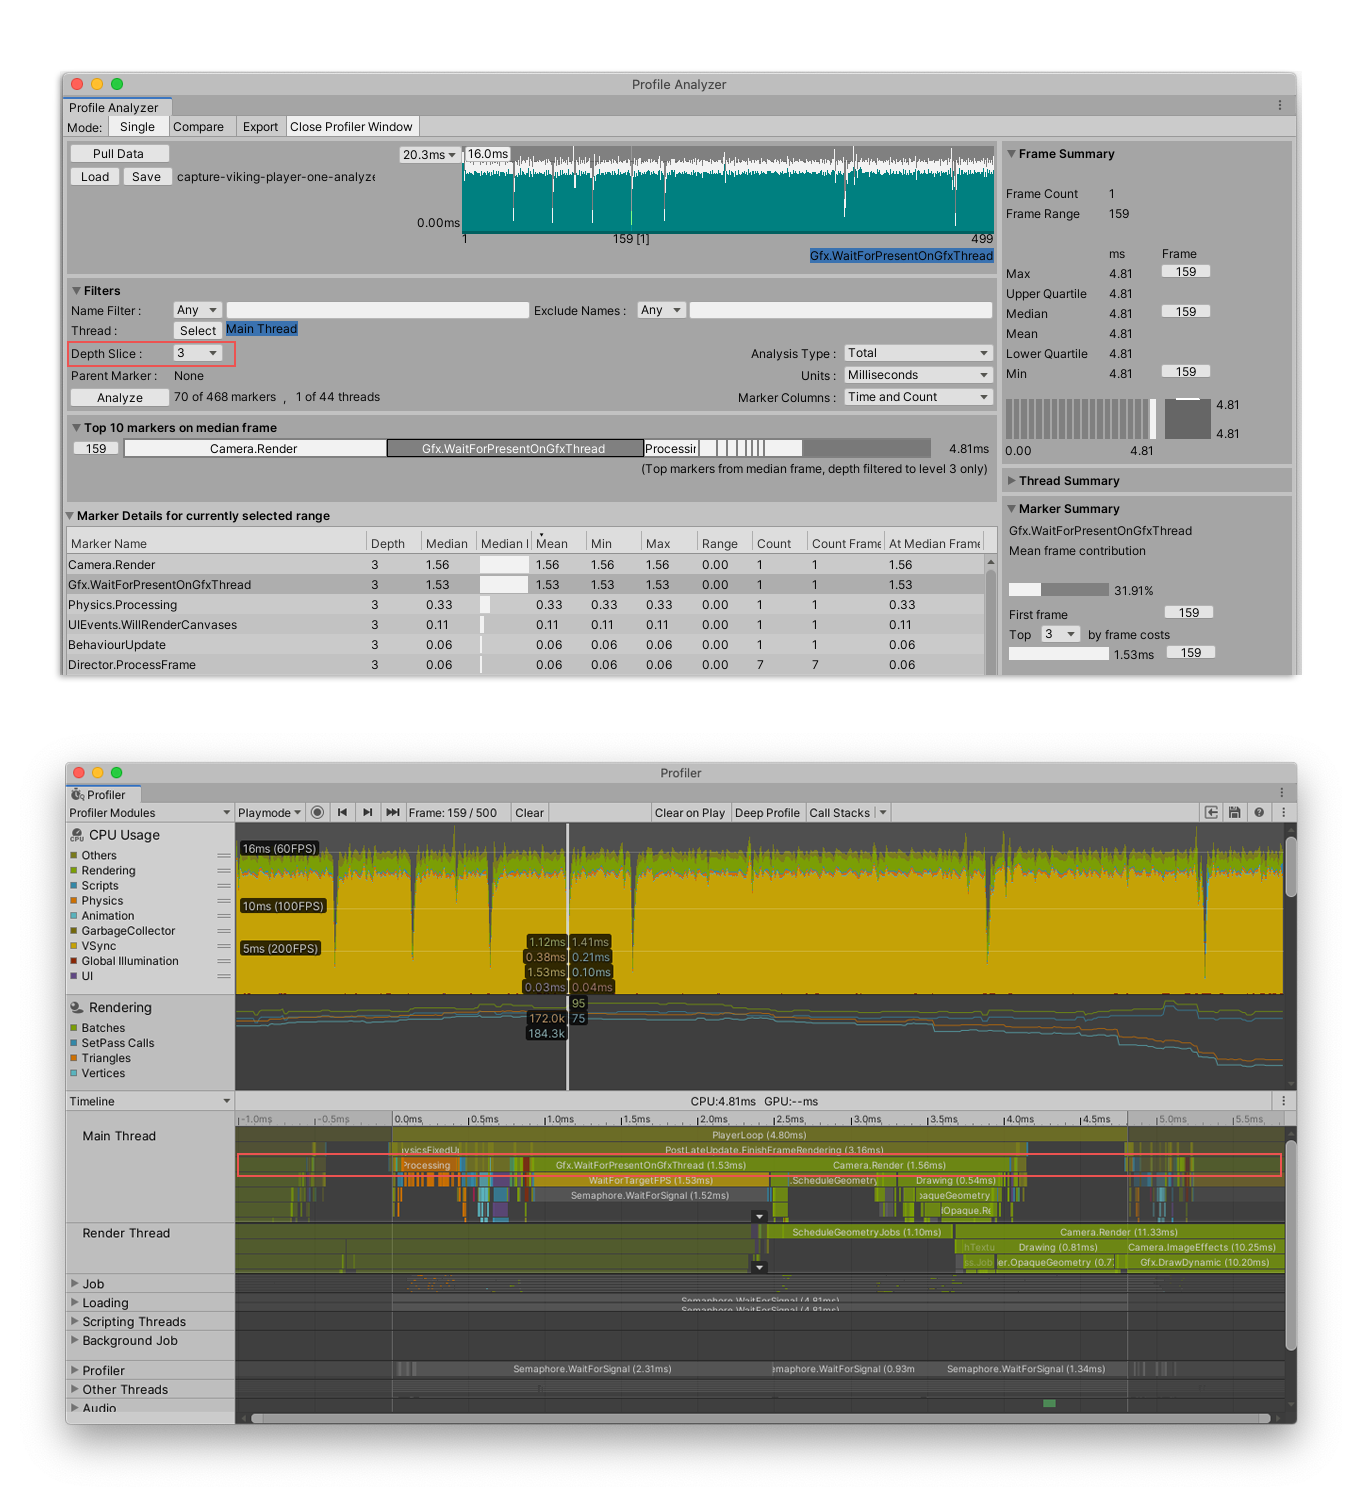 Profile Analyzer
Profile Analyzer
Mode: Single Compare Export Close Profiler Window
Pull Data
Load Save capture-viking-player-one-analyze
20.3ms 16.0ms
0.00ms
1 159 [1] 499
Gfx.WaitForPresentOnGfxThread
Filters
Name Filter : Any Exclude Names : Any
Thread : Select Main Thread
Depth Slice : 3 Analysis Type : Total
Parent Marker : None Units : Milliseconds
Analyze 70 of 468 markers , 1 of 44 threads Marker Columns : Time and Count
Top 10 markers on median frame
159 Camera.Render Gfx.WaitForPresentOnGfxThread Processir 4.81ms
(Top markers from median frame, depth filtered to level 3 only)
Marker Details for currently selected range
Marker Name Depth Median Median I Mean Min Max Range Count Count Frame At Median Frame
Camera.Render 3 1.56 1.56 1.56 1.56 0.00 1 1 1.56
Gfx.WaitForPresentOnGfxThread 3 1.53 1.53 1.53 1.53 0.00 1 1 1.53
Physics.Processing 3 0.33 0.33 0.33 0.33 0.00 1 1 0.33
UIEvents.WillRenderCanvases 3 0.11 0.11 0.11 0.11 0.00 1 1 0.11
BehaviourUpdate 3 0.06 0.06 0.06 0.06 0.00 1 1 0.06
Director.ProcessFrame 3 0.06 0.06 0.06 0.06 0.00 7 7 0.06
Frame Summary
Frame Count 1
Frame Range 159
ms Frame
Max 4.81 159
Upper Quartile 4.81
Median 4.81 159
Mean 4.81
Lower Quartile 4.81
Min 4.81 159
4.81
4.81
0.00 4.81
Thread Summary
Marker Summary
Gfx.WaitForPresentOnGfxThread
Mean frame contribution
31.91%
First frame 159
Top 3 by frame costs
1.53ms 159
Profiler
Profiler
Profiler Modules Playmode Frame: 159 / 500 Clear Clear on Play Deep Profile Call Stacks
CPU Usage
Others
Rendering
Scripts
Physics
Animation
GarbageCollector
VSync
Global Illumination
UI
16ms (60FPS)
10ms (100FPS)
5ms (200FPS)
1.12ms 1.41ms
0.38ms 0.21ms
1.53ms 0.10ms
0.03ms 0.04ms
Rendering
Batches
SetPass Calls
Triangles
Vertices
95
172.0k 75
184.3k
Timeline CPU:4.81ms GPU:--ms
-1.0ms -0.5ms 0.0ms 0.5ms 1.0ms 1.5ms 2.0ms 2.5ms 3.0ms 3.5ms 4.0ms 4.5ms 5.0ms 5.5ms
Main Thread
PlayerLoop (4.80ms)
ysicsFixedU PostLateUpdate.FinishFrameRendering (3.16ms)
Processing Gfx.WaitForPresentOnGfxThread (1.53ms) Camera.Render (1.56ms)
WaitForTargetFPS (1.53ms) .ScheduleGeometry Drawing (0.54ms)
Semaphore.WaitForSignal (1.52ms) paqueGeometry
lOpaque.Re
Render Thread
ScheduleGeometryJobs (1.10ms) Camera.Render (11.33ms)
hTextu Drawing (0.81ms) Camera.ImageEffects (10.25ms)
ss.Job er.OpaqueGeometry (0.7 Gfx.DrawDynamic (10.20ms)
Job
Loading
Semaphore.WaitForSignal (4.81ms)
Semaphore.WaitForSignal (4.81ms)
Scripting Threads
Background Job
Profiler Semaphore.WaitForSignal (2.31ms) emaphore.WaitForSignal (0.93m Semaphore.WaitForSignal (1.34ms)
Other Threads
Audio